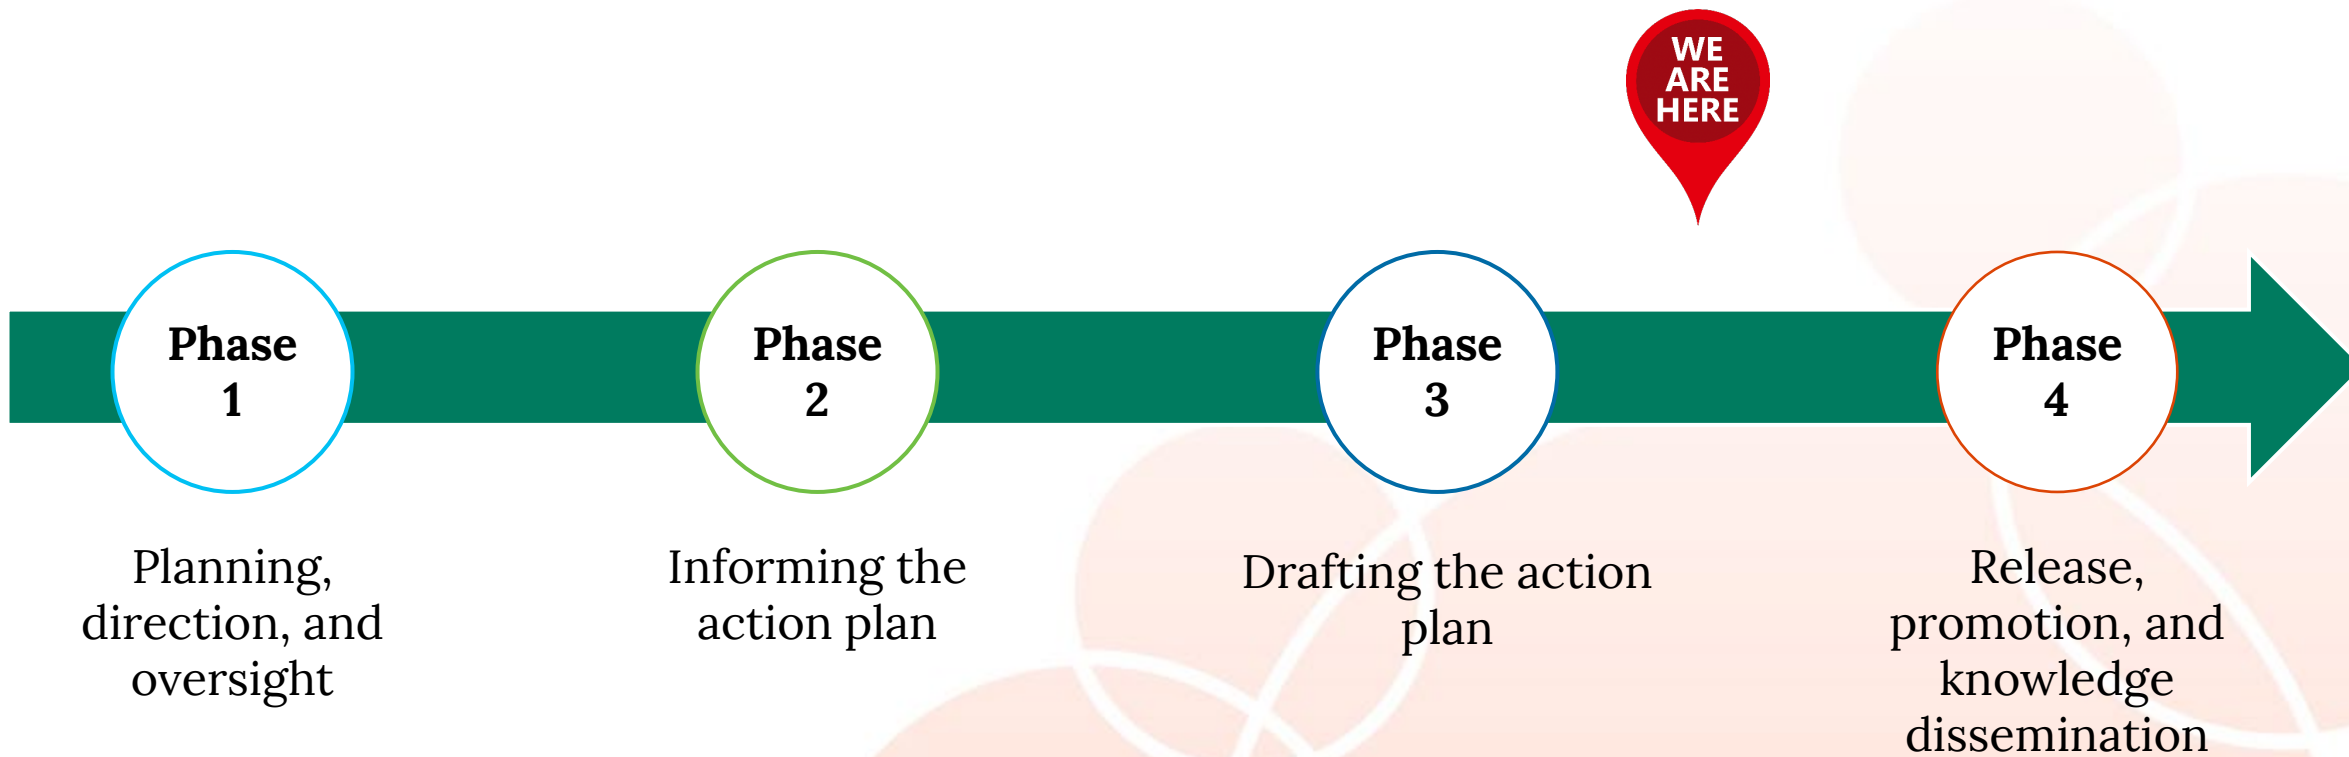 WE
ARE
HERE
Phase
1
Phase
2
Phase
3
Phase
4
Planning,
direction, and
oversight
Informing the
action plan
Drafting the action
plan
Release,
promotion, and
knowledge
dissemination